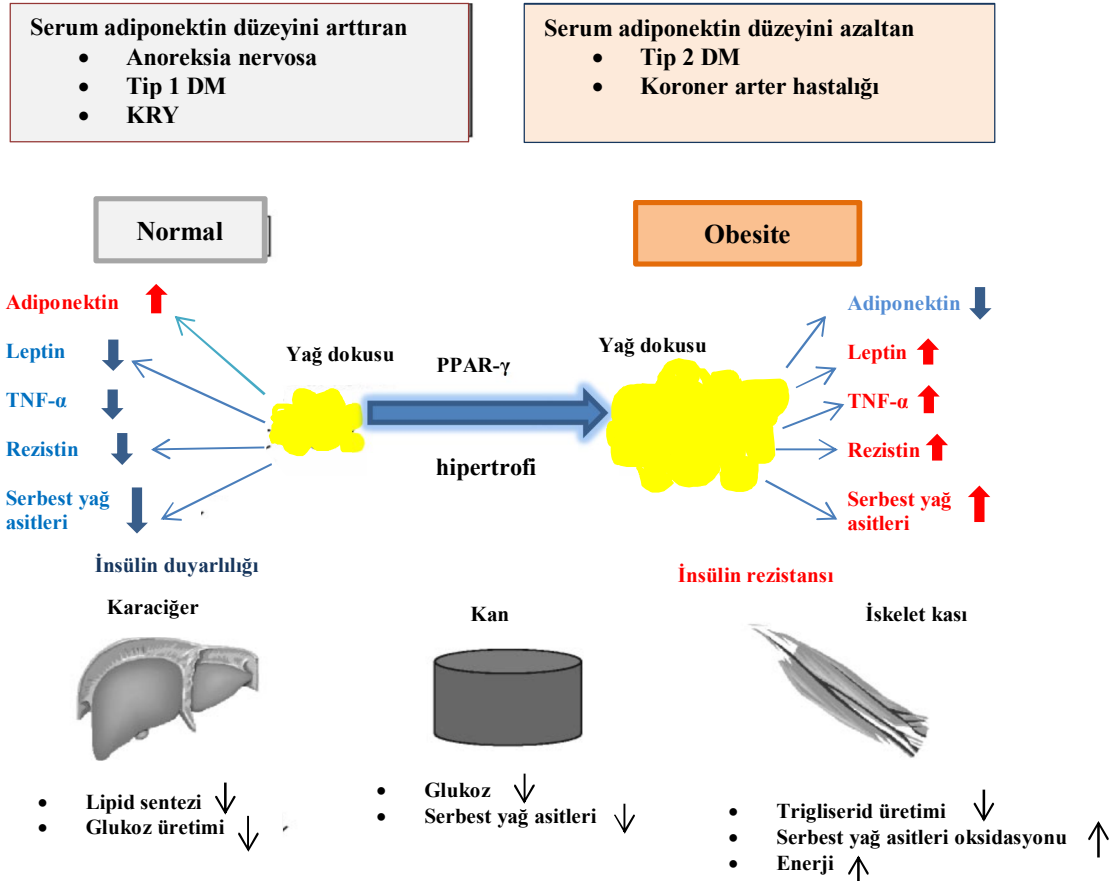 Serum adiponektin düzeyini arttıran
• Anoreksia nervosa
• Tip 1 DM
• KRY
Serum adiponektin düzeyini azaltan
• Tip 2 DM
• Koroner arter hastalığı
Normal
Obesite
Adiponektin
Leptin
TNF-α
Rezistin
Serbest yağ
asitleri
Yağ dokusu
PPAR-γ
hipertrofi
Yağ dokusu
Adiponektin
Leptin
TNF-α
Rezistin
Serbest yağ
asitleri
İnsülin duyarlılığı
İnsülin rezistansı
Karaciğer
Kan
İskelet kası
• Lipid sentezi ↓
• Glukoz üretimi ↓
• Glukoz ↓
• Serbest yağ asitleri ↓
• Trigliserid üretimi ↓
• Serbest yağ asitleri oksidasyonu ↑
• Enerji ↑